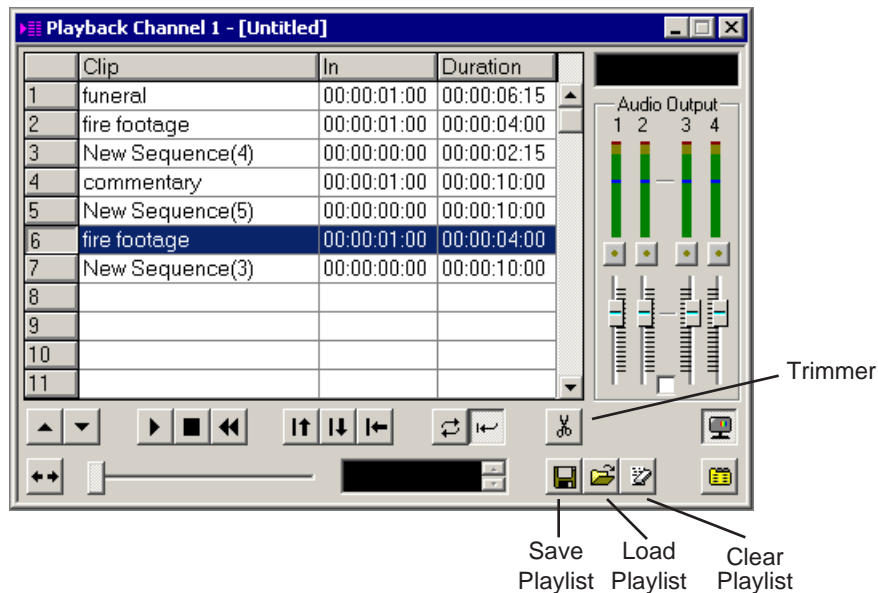 Playback Channel 1 - [Untitled]
Clip In Duration
1 funeral 00:00:01:00 00:00:06:15
2 fire footage 00:00:01:00 00:00:04:00
3 New Sequence(4) 00:00:00:00 00:00:02:15
4 commentary 00:00:01:00 00:00:10:00
5 New Sequence(5) 00:00:00:00 00:00:10:00
6 fire footage 00:00:01:00 00:00:04:00
7 New Sequence(3) 00:00:00:00 00:00:10:00
8
9
10
11
Audio Output
1 2 3 4
Trimmer
Save Playlist
Load Playlist
Clear Playlist